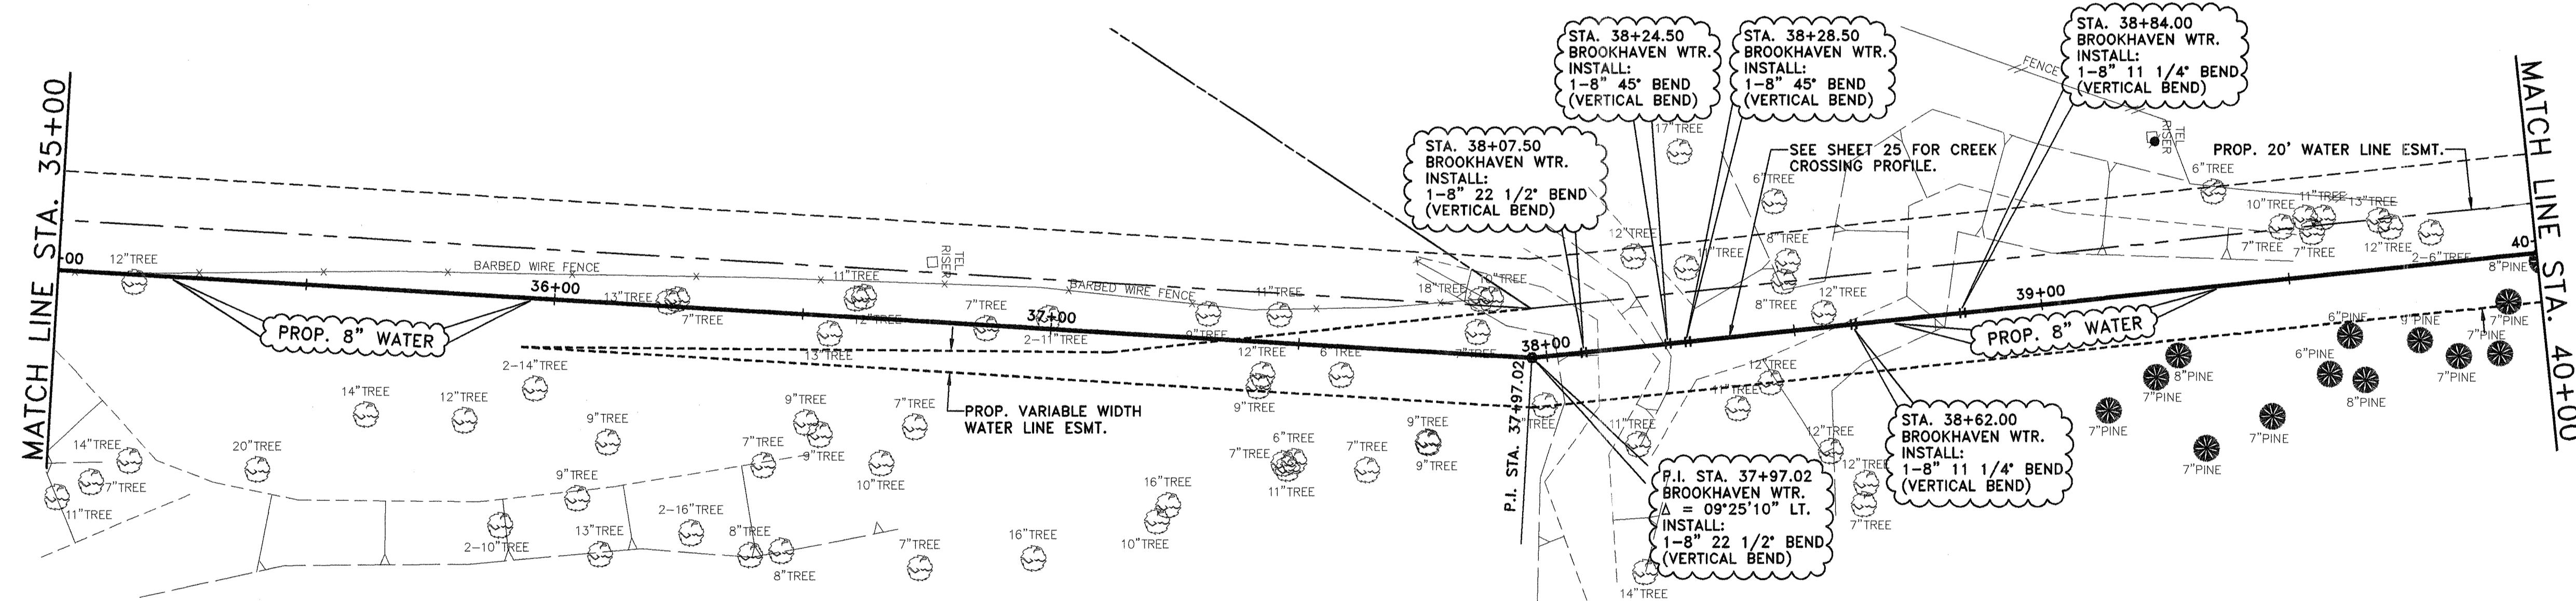 MATCH LINE STA. 35+00
00
12"TREE
BARBED WIRE FENCE
36+00
PROP. 8" WATER
13"TREE
7"TREE
11"TREE
12"TREE
13"TREE
TEL
RISER
7"TREE
37+00
2-11"TREE
BARBED WIRE FENCE
9"TREE
11"TREE
12"TREE
9"TREE
6"TREE
18"TREE
7"TREE
38+00
P.I. STA. 37+97.02
2-14"TREE
14"TREE
12"TREE
9"TREE
9"TREE
9"TREE
7"TREE
7"TREE
10"TREE
PROP. VARIABLE WIDTH
WATER LINE ESMT.
14"TREE
7"TREE
11"TREE
20"TREE
9"TREE
2-10"TREE
13"TREE
2-16"TREE
8"TREE
8"TREE
7"TREE
16"TREE
16"TREE
10"TREE
6"TREE
7"TREE
11"TREE
7"TREE
9"TREE
9"TREE
STA. 38+07.50
BROOKHAVEN WTR.
INSTALL:
1-8" 22 1/2° BEND
(VERTICAL BEND)
STA. 38+24.50
BROOKHAVEN WTR.
INSTALL:
1-8" 45° BEND
(VERTICAL BEND)
STA. 38+28.50
BROOKHAVEN WTR.
INSTALL:
1-8" 45° BEND
(VERTICAL BEND)
STA. 38+84.00
BROOKHAVEN WTR.
INSTALL:
1-8" 11 1/4° BEND
(VERTICAL BEND)
FENCE
17"TREE
SEE SHEET 25 FOR CREEK
CROSSING PROFILE.
6"TREE
12"TREE
11"TREE
8"TREE
8"TREE
12"TREE
TEL
RISER
6"TREE
PROP. 20' WATER LINE ESMT.
10"TREE
11"TREE
13"TREE
7"TREE
7"TREE
12"TREE
2-6"TREE
8"PINE
40
39+00
PROP. 8" WATER
12"TREE
11"TREE
11"TREE
12"TREE
12"TREE
7"TREE
14"TREE
P.I. STA. 37+97.02
BROOKHAVEN WTR.
Δ = 09°25'10" LT.
INSTALL:
1-8" 22 1/2° BEND
(VERTICAL BEND)
STA. 38+62.00
BROOKHAVEN WTR.
INSTALL:
1-8" 11 1/4° BEND
(VERTICAL BEND)
6"PINE
9"PINE
7"PINE
7"PINE
8"PINE
7"PINE
6"PINE
8"PINE
7"PINE
7"PINE
7"PINE
7"PINE
MATCH LINE STA. 40+00